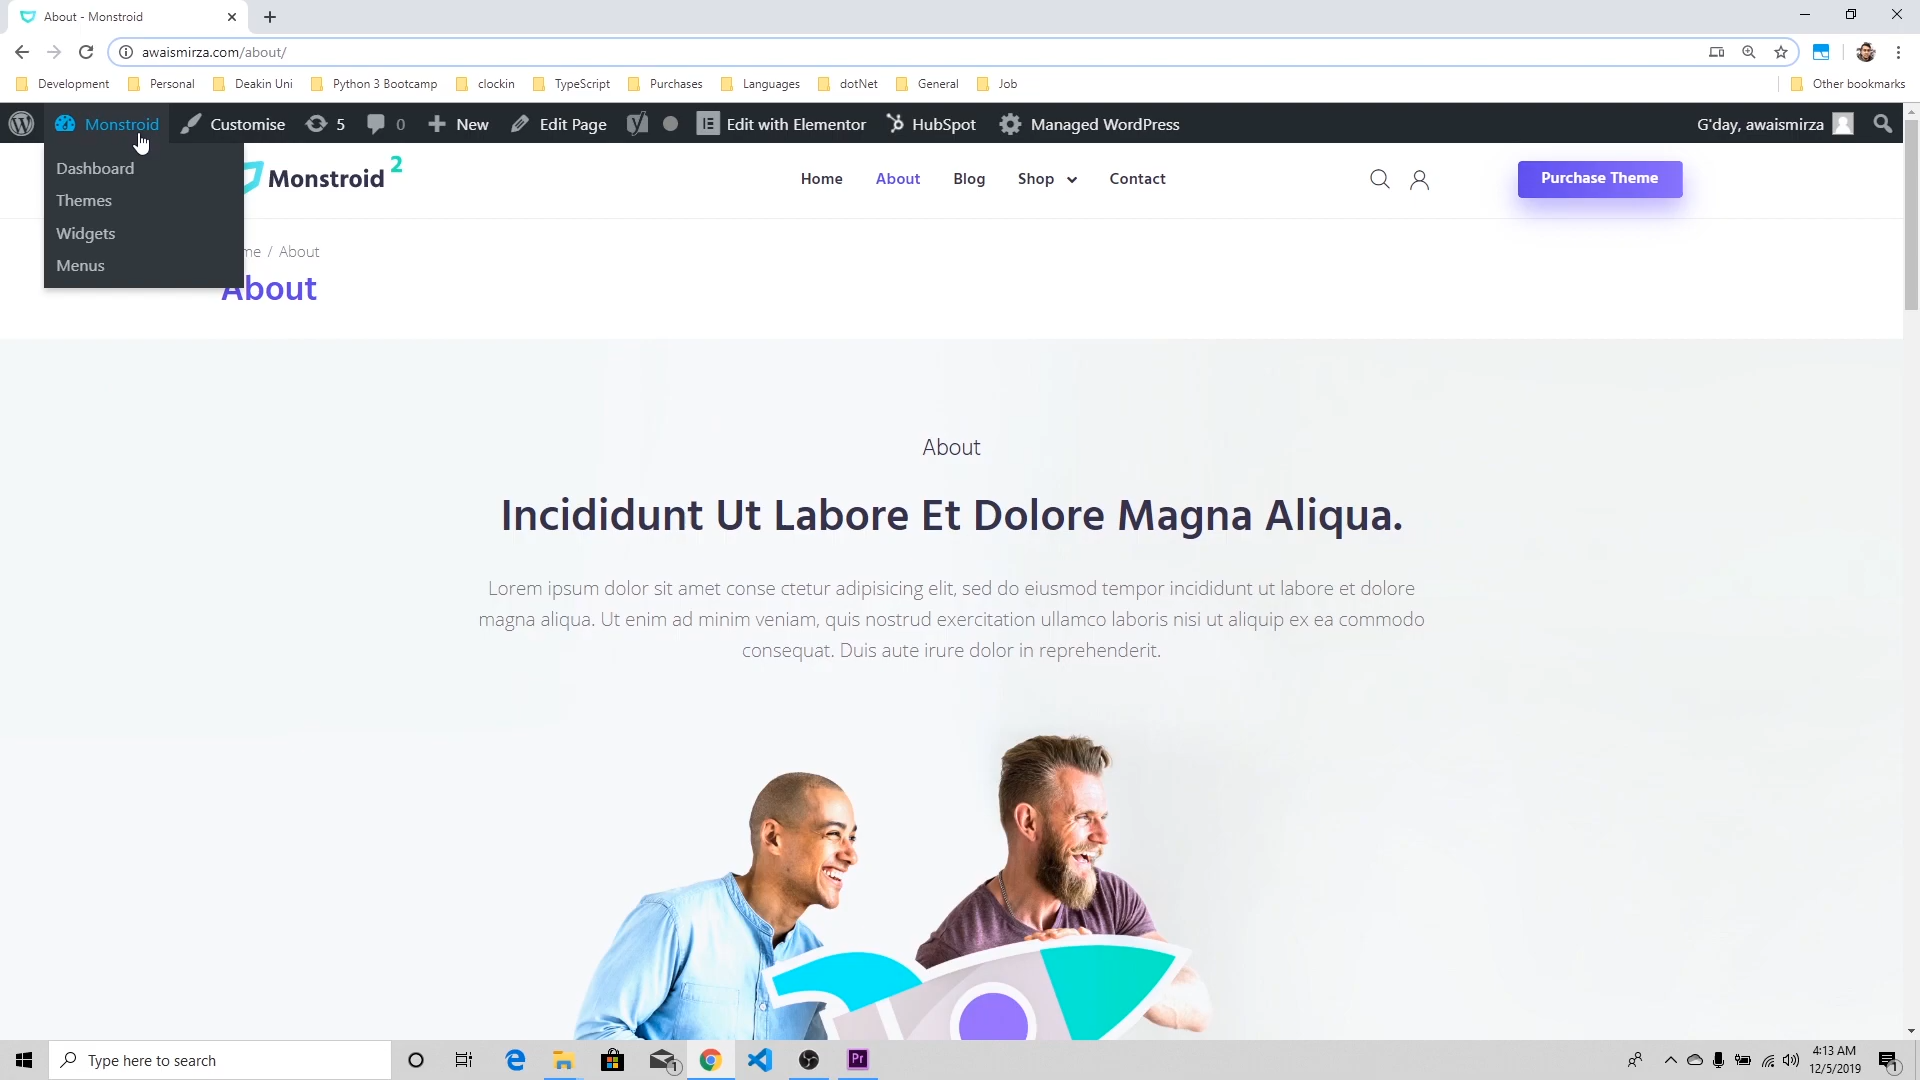 About - Monstroid
awaismirza.com/about/
Development Personal Deakin Uni Python 3 Bootcamp clockin TypeScript Purchases Languages dotNet General Job Other bookmarks
Monstroid Customise 5 0 New Edit Page Edit with Elementor HubSpot Managed WordPress G'day, awaismirza
Dashboard
Themes
Widgets
Menus
Monstroid 2
Home About Blog Shop Contact
Purchase Theme
me / About
About
About
Incididunt Ut Labore Et Dolore Magna Aliqua.
Lorem ipsum dolor sit amet conse ctetur adipisicing elit, sed do eiusmod tempor incididunt ut labore et dolore
magna aliqua. Ut enim ad minim veniam, quis nostrud exercitation ullamco laboris nisi ut aliquip ex ea commodo
consequat. Duis aute irure dolor in reprehenderit.
Type here to search
1
Pr
4:13 AM
12/5/2019
1